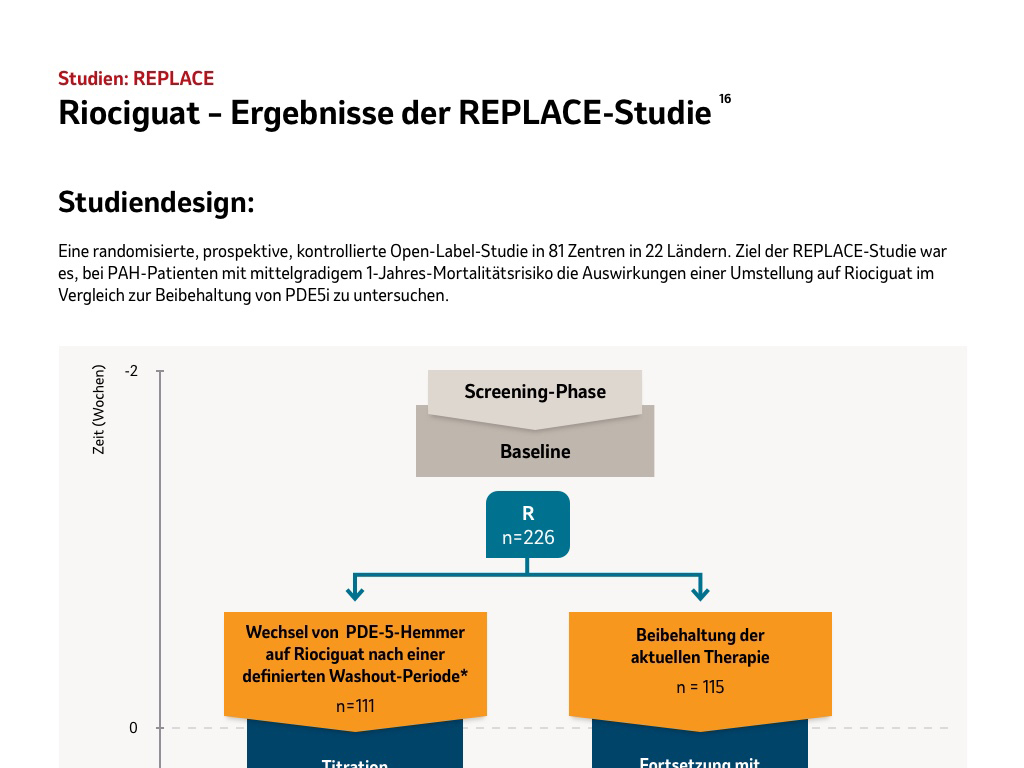 Studien: REPLACE
Riociguat – Ergebnisse der REPLACE-Studie 16
Studiendesign:
Eine randomisierte, prospektive, kontrollierte Open-Label-Studie in 81 Zentren in 22 Ländern. Ziel der REPLACE-Studie war
es, bei PAH-Patienten mit mittelgradigem 1-Jahres-Mortalitätsrisiko die Auswirkungen einer Umstellung auf Riociguat im
Vergleich zur Beibehaltung von PDE5i zu untersuchen.
Zeit (Wochen)
-2
Screening-Phase
Baseline
R
n=226
Wechsel von PDE-5-Hemmer
auf Riociguat nach einer
definierten Washout-Periode*
n=111
Beibehaltung der
aktuellen Therapie
n = 115
0
Titration
Fortsetzung mit